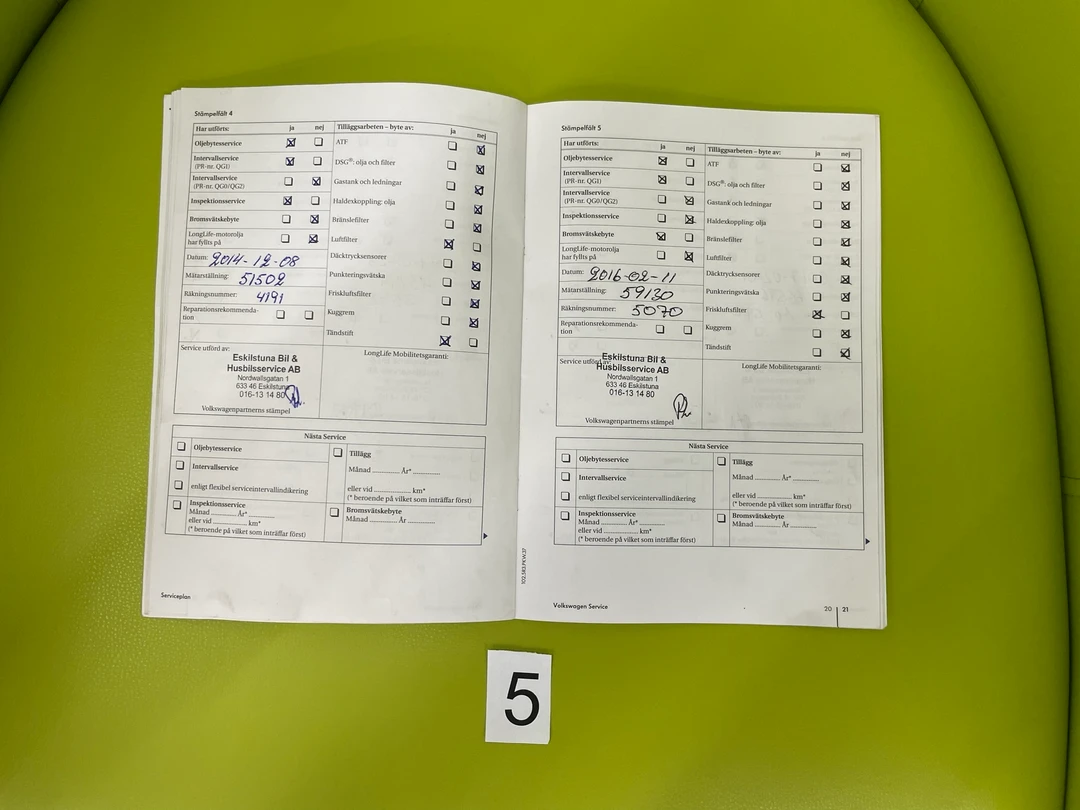 Stämpelfält 4
Har utförts: ja nej
Oljebytesservice
Intervallservice
(PR-nr. QG1)
Intervallservice
(PR-nr. QG0/QG2)
Inspektionsservice
Bromsvätskebyte
LongLife-motorolja
har fyllts på
Datum: 2014-12-08
Mätarställning: 51502
Räkningsnummer: 4191
Reparationsrekommenda-
tion
Tilläggsarbeten – byte av: ja nej
ATF
DSG®: olja och filter
Gastank och ledningar
Haldexkoppling: olja
Bränslefilter
Luftfilter
Däcktrycksensorer
Punkteringsvätska
Friskluftsfilter
Kuggrem
Tändstift
Service utförd av:
Eskilstuna Bil &
Husbilsservice AB
Nordwallsgatan 1
633 46 Eskilstuna
016-13 14 80
Volkswagenpartnerns stämpel
LongLife Mobilitetsgaranti:
Nästa Service
Oljebytesservice
Intervallservice
enligt flexibel serviceintervallindikering
Inspektionsservice
Månad ............ År* ............
eller vid ............ km*
(* beroende på vilket som inträffar först)
Tillägg
Månad ............ År* ............
eller vid ............ km*
(* beroende på vilket som inträffar först)
Bromsvätskebyte
Månad ............ År ............
Serviceplan
Stämpelfält 5
Har utförts: ja nej
Oljebytesservice
Intervallservice
(PR-nr. QG1)
Intervallservice
(PR-nr. QG0/QG2)
Inspektionsservice
Bromsvätskebyte
LongLife-motorolja
har fyllts på
Datum: 2016-02-11
Mätarställning: 59130
Räkningsnummer: 5070
Reparationsrekommenda-
tion
Tilläggsarbeten – byte av: ja nej
ATF
DSG®: olja och filter
Gastank och ledningar
Haldexkoppling: olja
Bränslefilter
Luftfilter
Däcktrycksensorer
Punkteringsvätska
Friskluftsfilter
Kuggrem
Tändstift
Service utförd av:
Eskilstuna Bil &
Husbilsservice AB
Nordwallsgatan 1
633 46 Eskilstuna
016-13 14 80
Volkswagenpartnerns stämpel
LongLife Mobilitetsgaranti:
Nästa Service
Oljebytesservice
Intervallservice
enligt flexibel serviceintervallindikering
Inspektionsservice
Månad ............ År* ............
eller vid ............ km*
(* beroende på vilket som inträffar först)
Tillägg
Månad ............ År* ............
eller vid ............ km*
(* beroende på vilket som inträffar först)
Bromsvätskebyte
Månad ............ År ............
102.5R3.PKW.37
Volkswagen Service
20 21
5